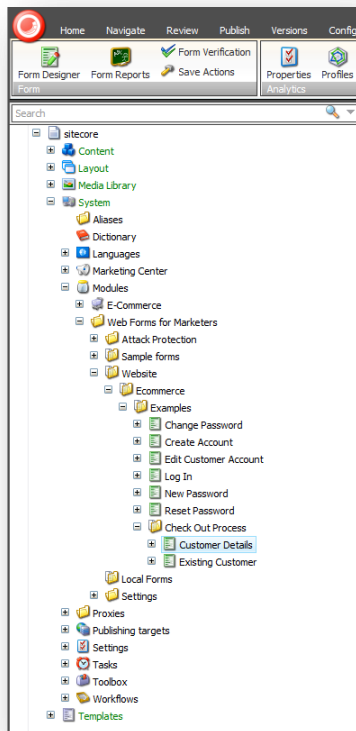 Home Navigate Review Publish Versions Config
Form Designer Form Reports Form Verification Save Actions Properties Profiles
Form Analytics
Search
sitecore
Content
Layout
Media Library
System
Aliases
Dictionary
Languages
Marketing Center
Modules
E-Commerce
Web Forms for Marketers
Attack Protection
Sample forms
Website
Ecommerce
Examples
Change Password
Create Account
Edit Customer Account
Log In
New Password
Reset Password
Check Out Process
Customer Details
Existing Customer
Local Forms
Settings
Proxies
Publishing targets
Settings
Tasks
Toolbox
Workflows
Templates